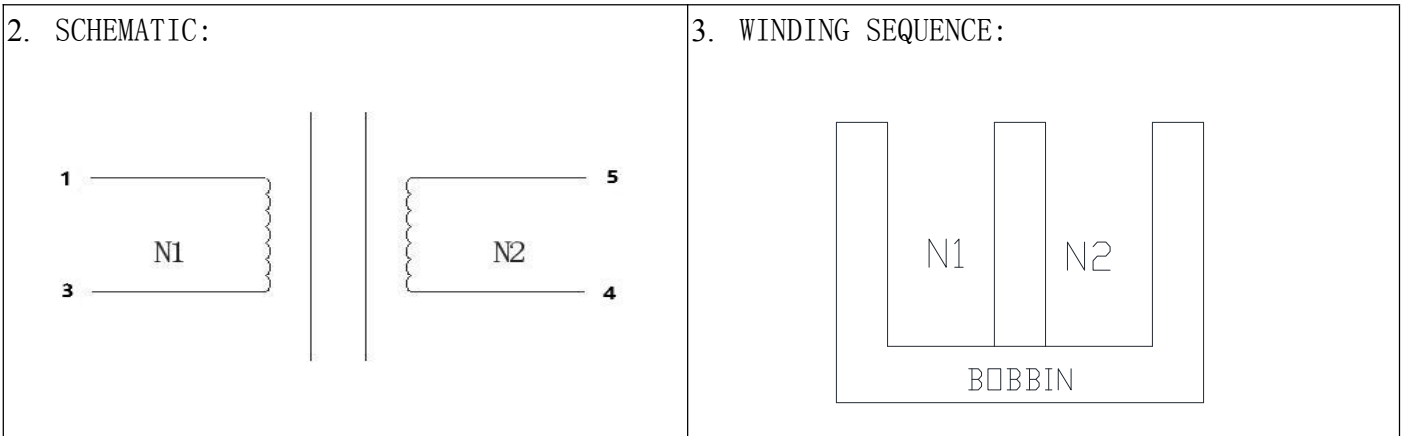 2. SCHEMATIC:
1
5
N1
N2
3
4
3. WINDING SEQUENCE:
N1
N2
BOBBIN